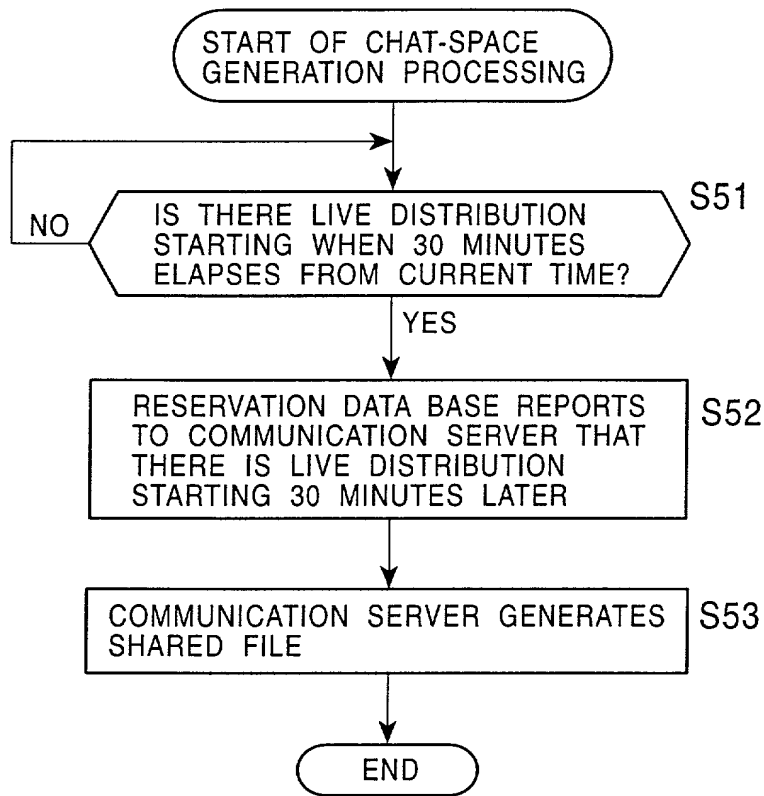 START OF CHAT-SPACE
GENERATION PROCESSING
S51
IS THERE LIVE DISTRIBUTION
STARTING WHEN 30 MINUTES
ELAPSES FROM CURRENT TIME?
NO
YES
S52
RESERVATION DATA BASE REPORTS
TO COMMUNICATION SERVER THAT
THERE IS LIVE DISTRIBUTION
STARTING 30 MINUTES LATER
S53
COMMUNICATION SERVER GENERATES
SHARED FILE
END